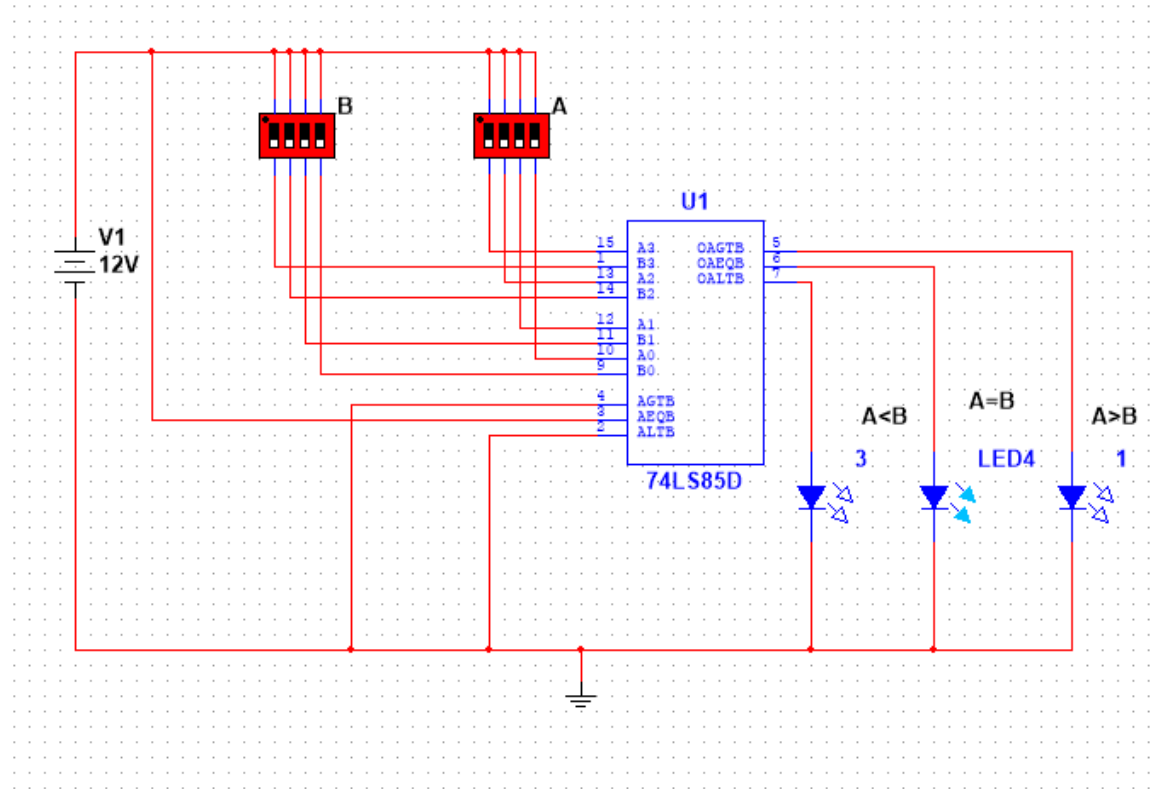 B
A
V1
12V
U1
15 A3 OAGTB 5
1 B3 OAEQB 6
13 A2 OALTB 7
14 B2
12 A1
11 B1
10 A0
9 B0
4 AGTB
3 AEQB
2 ALTB
74LS85D
A<B
A=B
A>B
3
LED4
1